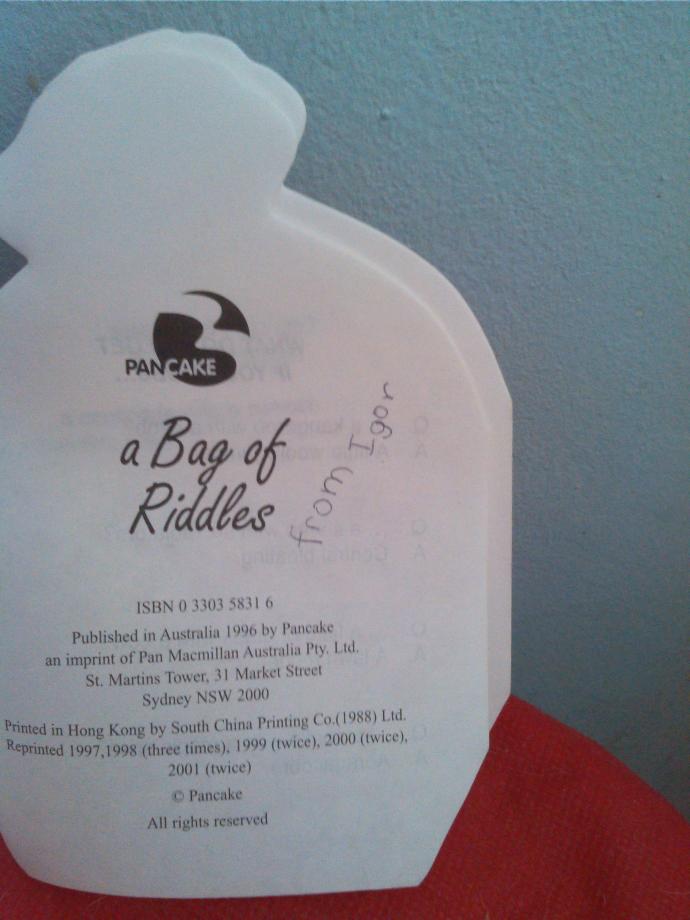 PANCAKE
a Bag of
Riddles
from Igor
ISBN 0 3303 5831 6
Published in Australia 1996 by Pancake
an imprint of Pan Macmillan Australia Pty. Ltd.
St. Martins Tower, 31 Market Street
Sydney NSW 2000
Printed in Hong Kong by South China Printing Co.(1988) Ltd.
Reprinted 1997,1998 (three times), 1999 (twice), 2000 (twice),
2001 (twice)
© Pancake
All rights reserved